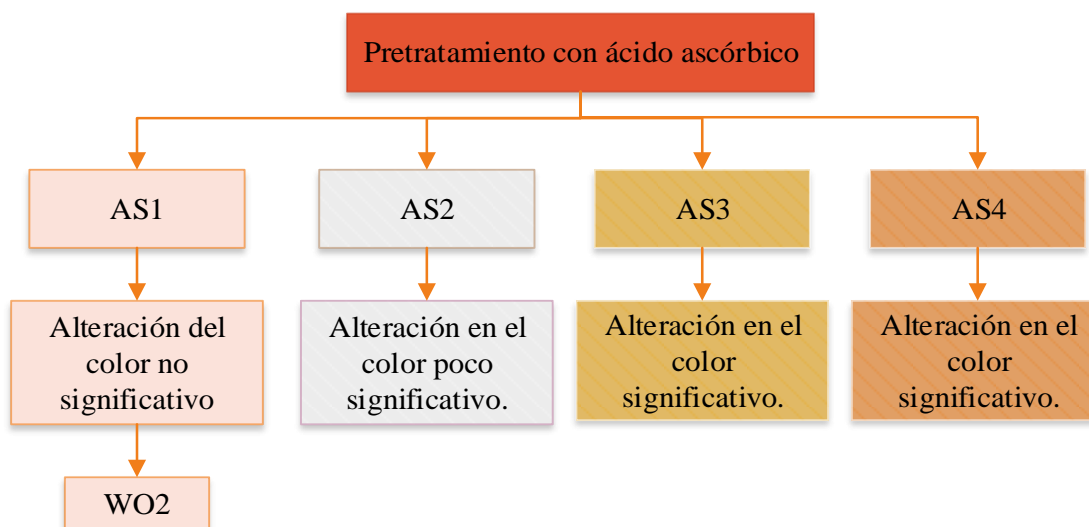 Pretratamiento con ácido ascórbico
AS1
AS2
AS3
AS4
Alteración del
color no
significativo
Alteración en el
color poco
significativo.
Alteración en el
color
significativo.
Alteración en el
color
significativo.
WO2